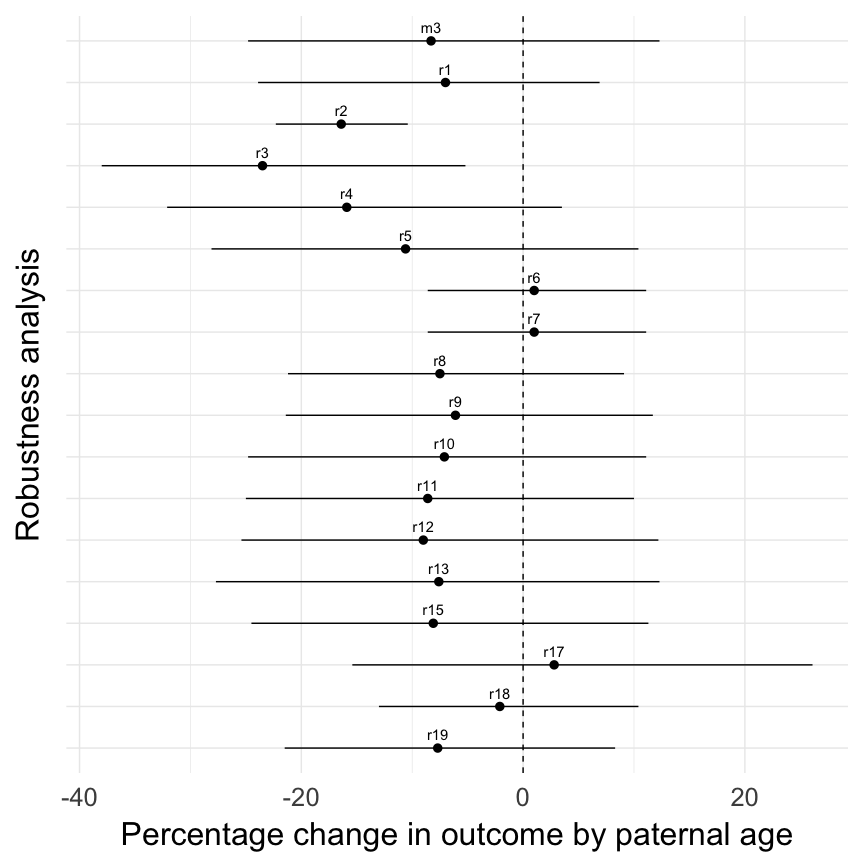 m3
r1
r2
r3
r4
r5
r6
r7
r8
r9
r10
r11
r12
r13
r15
r17
r18
r19
Robustness analysis
-40 -20 0 20
Percentage change in outcome by paternal age